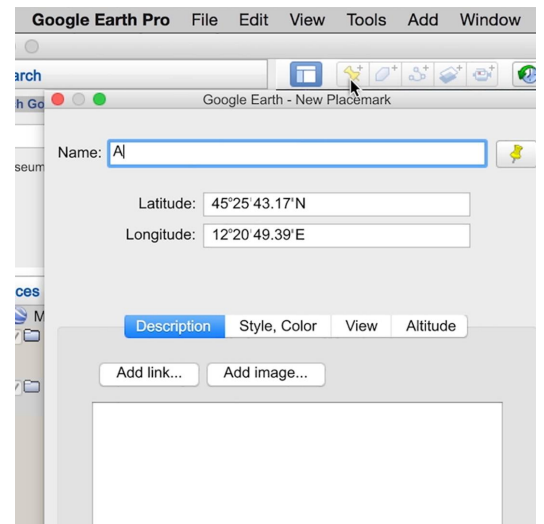 Google Earth Pro File Edit View Tools Add Window
arch
h Go
Google Earth - New Placemark
Name: A
seum
Latitude: 45°25'43.17"N
Longitude: 12°20'49.39"E
ces
M
Description Style, Color View Altitude
Add link... Add image...